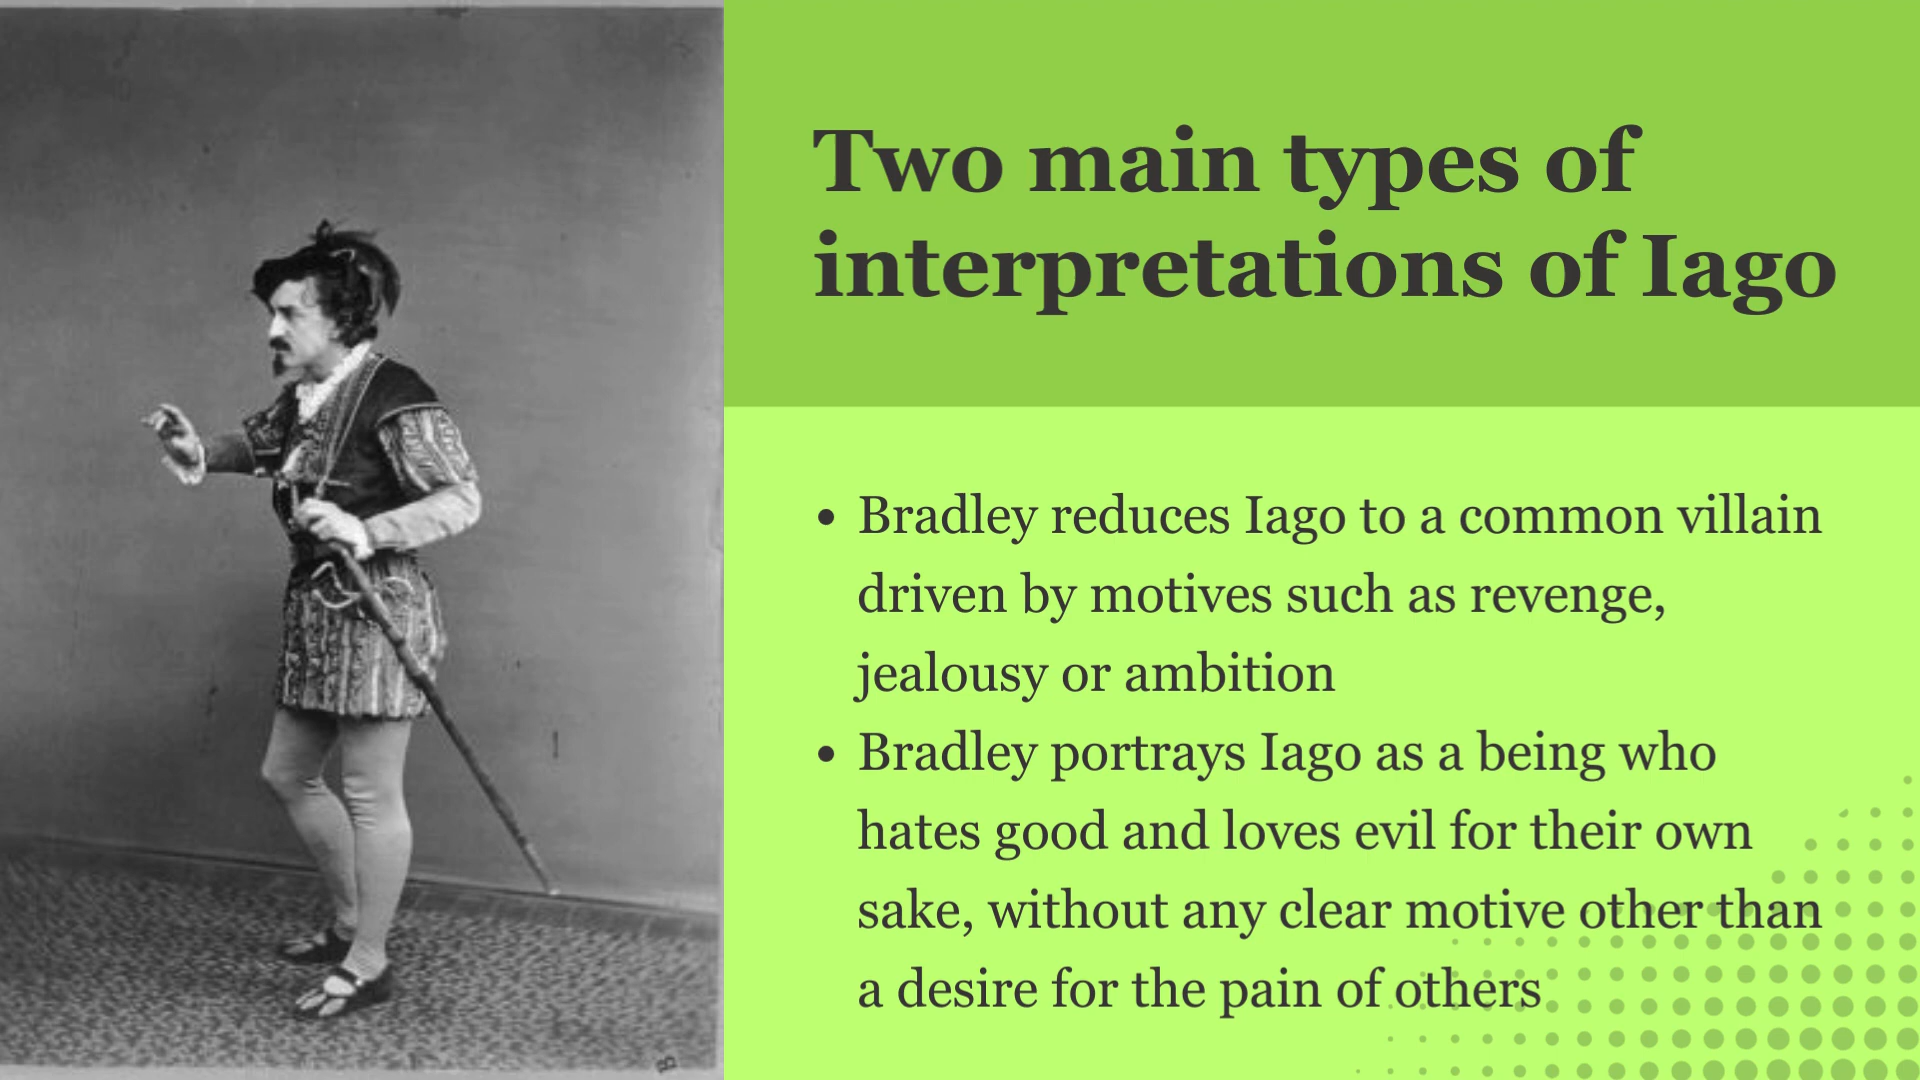 Two main types of
interpretations of Iago
• Bradley reduces Iago to a common villain
driven by motives such as revenge,
jealousy or ambition
• Bradley portrays Iago as a being who
hates good and loves evil for their own
sake, without any clear motive other than
a desire for the pain of others
B